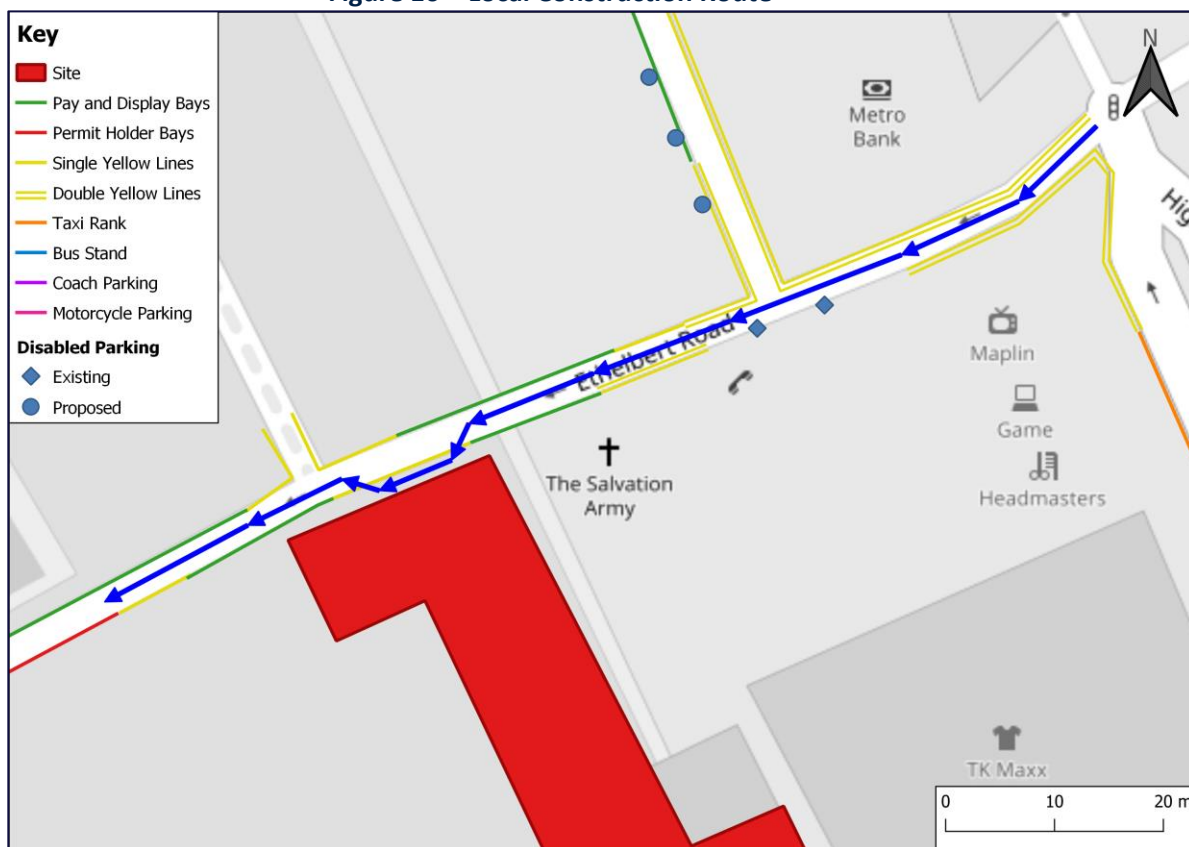 Key
Site
Pay and Display Bays
Permit Holder Bays
Single Yellow Lines
Double Yellow Lines
Taxi Rank
Bus Stand
Coach Parking
Motorcycle Parking
Disabled Parking
Existing
Proposed
N
Metro
Bank
Ethelbert Road
Maplin
Game
Headmasters
The Salvation
Army
TK Maxx
0 10 20 m